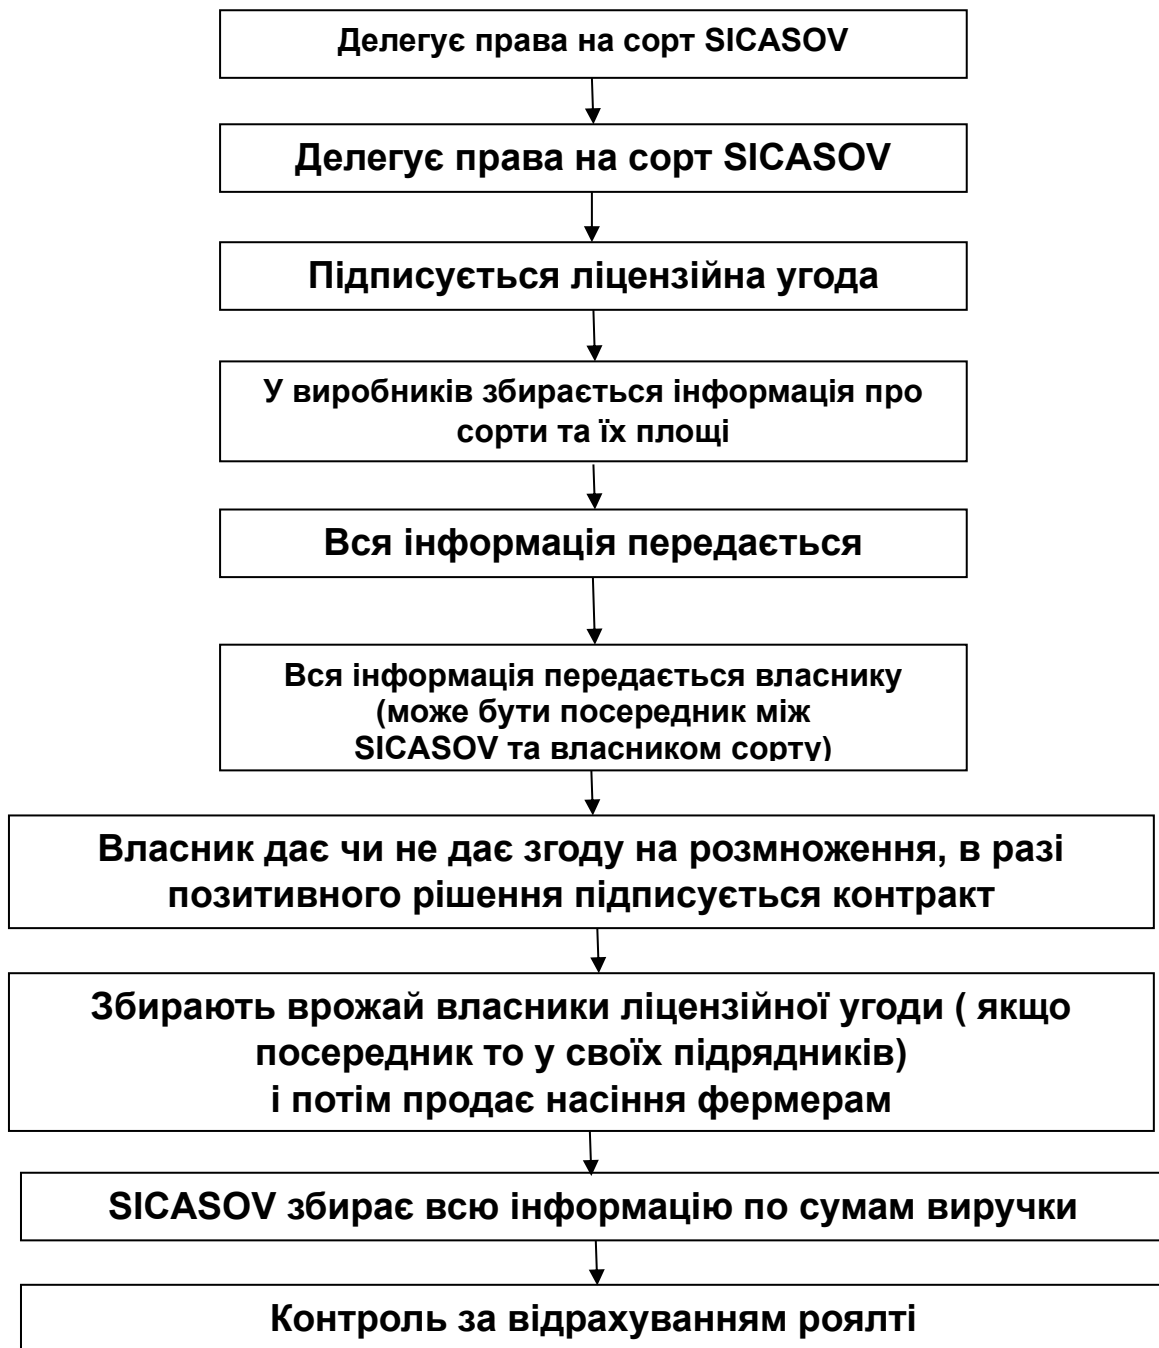 Делегує права на сорт SICASOV
Делегує права на сорт SICASOV
Підписується ліцензійна угода
У виробників збирається інформація про
сорти та їх площі
Вся інформація передається
Вся інформація передається власнику
(може бути посередник між
SICASOV та власником сорту)
Власник дає чи не дає згоду на розмноження, в разі
позитивного рішення підписується контракт
Збирають врожай власники ліцензійної угоди ( якщо
посередник то у своїх підрядників)
і потім продає насіння фермерам
SICASOV збирає всю інформацію по сумам виручки
Контроль за відрахуванням роялті